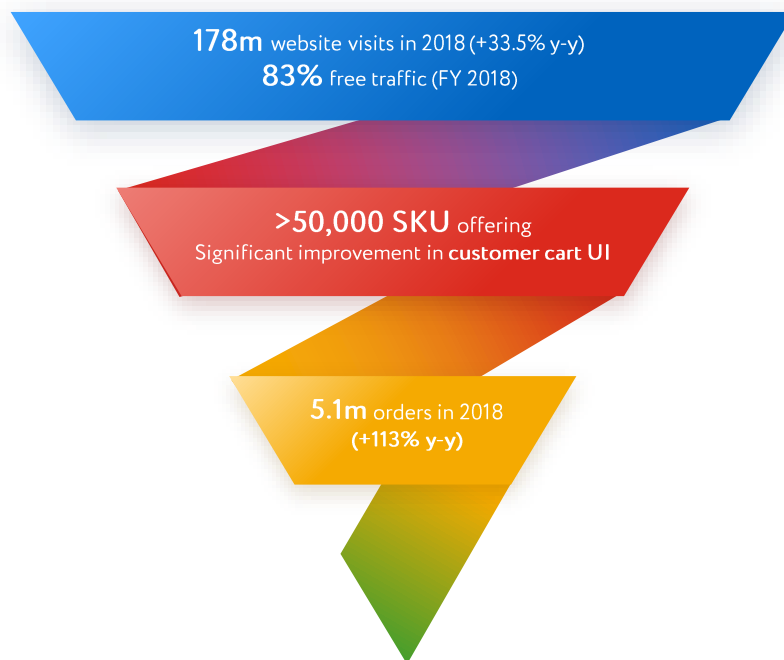 178m website visits in 2018 (+33.5% y-y)
83% free traffic (FY 2018)
>50,000 SKU offering
Significant improvement in customer cart UI
5.1m orders in 2018
(+113% y-y)